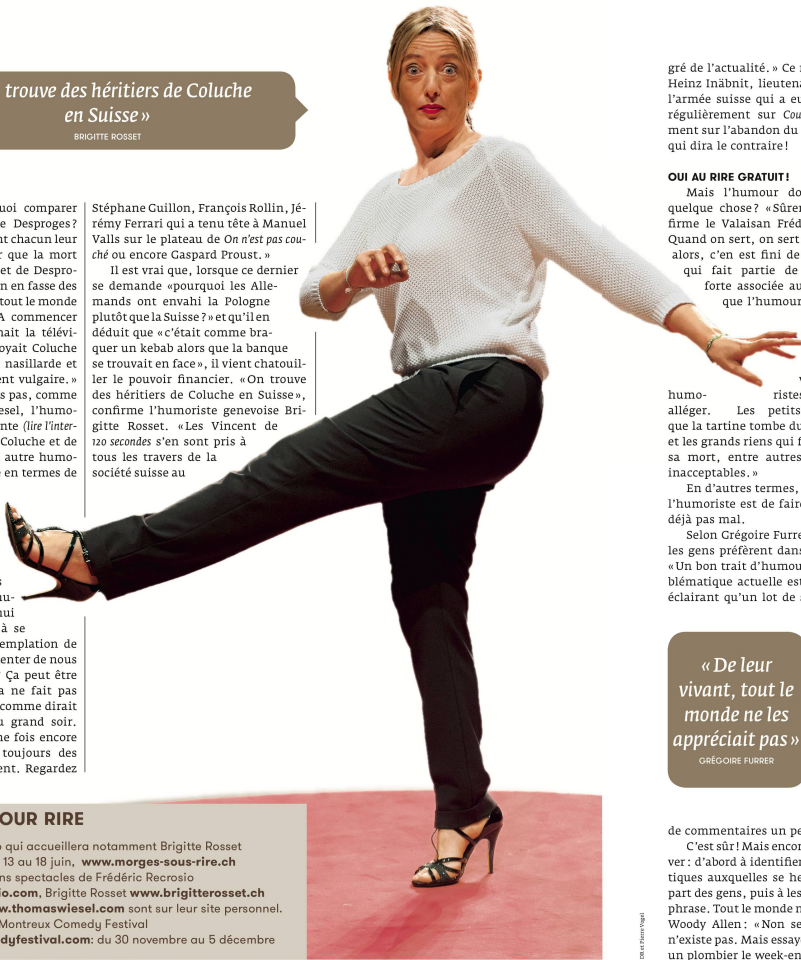 trouve des héritiers de Coluche
en Suisse »
BRIGITTE ROSSET
uoi comparer
e Desproges?
nt chacun leur
r que la mort
et de Despro-
n en fasse des
tout le monde
A commencer
nait la télévi-
oyait Coluche
nasillarde et
ent vulgaire. »
s pas, comme
esel, l’humo-
nte (lire l’inter-
Coluche et de
autre humo-
e en termes de
s
nu-
nui
à se
emplation de
enter de nous
Ça peut être
a ne fait pas
comme dirait
u grand soir.
ne fois encore
toujours des
ent. Regardez
Stéphane Guillon, François Rollin, Jé-
rémy Ferrari qui a tenu tête à Manuel
Valls sur le plateau de On n’est pas cou-
ché ou encore Gaspard Proust. »
Il est vrai que, lorsque ce dernier
se demande «pourquoi les Alle-
mands ont envahi la Pologne
plutôt que la Suisse? » et qu’il en
déduit que «c’était comme bra-
quer un kebab alors que la banque
se trouvait en face», il vient chatouil-
ler le pouvoir financier. «On trouve
des héritiers de Coluche en Suisse»,
confirme l’humoriste genevoise Bri-
gitte Rosset. «Les Vincent de
120 secondes s’en sont pris à
tous les travers de la
société suisse au
gré de l’actualité. » Ce
Heinz Inäbnit, lieutena
l’armée suisse qui a eu
régulièrement sur Cou
ment sur l’abandon du
qui dira le contraire!
OUI AU RIRE GRATUIT!
Mais l’humour do
quelque chose? «Sûrem
firme le Valaisan Fréd
Quand on sert, on sert
alors, c’en est fini de
qui fait partie de
forte associée au
que l’humour
humo- ristes
alléger. Les petits
que la tartine tombe du
et les grands riens qui f
sa mort, entre autres
inacceptables. »
En d’autres termes,
l’humoriste est de faire
déjà pas mal.
Selon Grégoire Furre
les gens préfèrent dans
«Un bon trait d’humou
blématique actuelle est
éclairant qu’un lot de
« De leur
vivant, tout le
monde ne les
appréciait pas »
GRÉGOIRE FURRER
de commentaires un pe
C’est sûr! Mais encor
ver: d’abord à identifier
tiques auxquelles se he
part des gens, puis à les
phrase. Tout le monde n
Woody Allen: «Non se
n’existe pas. Mais essaye
un plombier le week-en
OUR RIRE
o qui accueillera notamment Brigitte Rosset
13 au 18 juin, www.morges-sous-rire.ch
ns spectacles de Frédéric Recrosio
io.com, Brigitte Rosset www.brigitterosset.ch
w.thomaswiesel.com sont sur leur site personnel.
Montreux Comedy Festival
dyfestival.com: du 30 novembre au 5 décembre
DR et Pierre Vogel